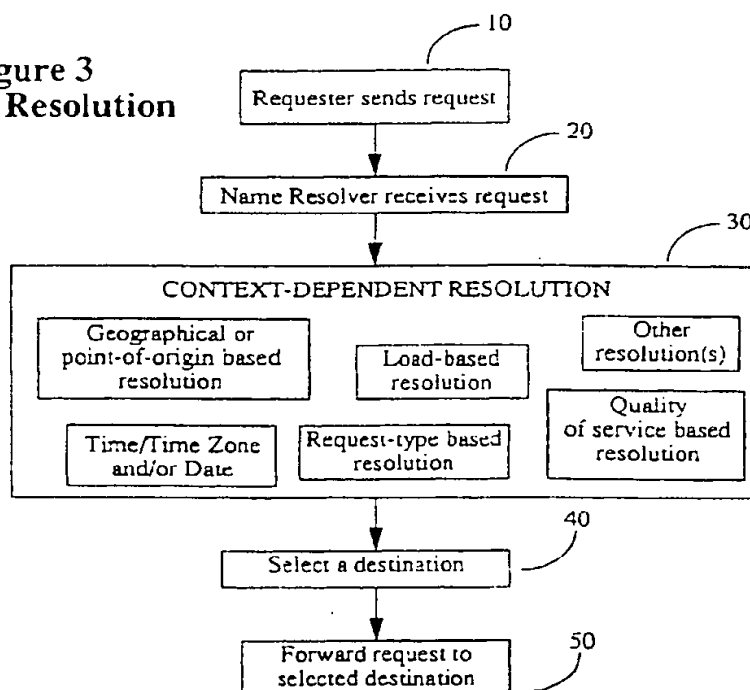 10
gure 3
Resolution
Requester sends request
20
Name Resolver receives request
30
CONTEXT-DEPENDENT RESOLUTION
Geographical or
point-of-origin based
resolution
Load-based
resolution
Other
resolution(s)
Time/Time Zone
and/or Date
Request-type based
resolution
Quality
of service based
resolution
40
Select a destination
50
Forward request to
selected destination